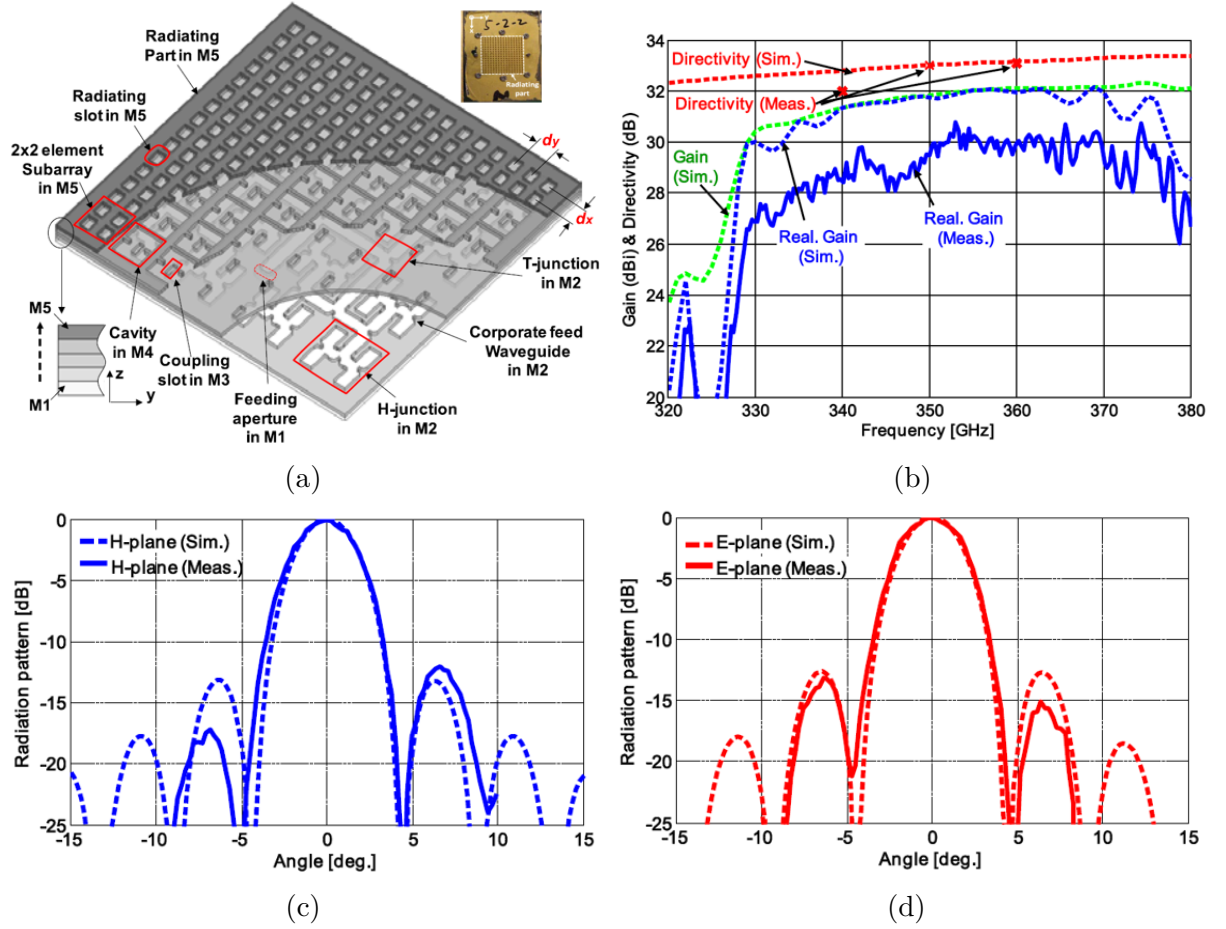 Radiating
Part in M5
Radiating
slot in M5
2x2 element
Subarray
in M5
5-2-2
Radiating
part
dy
dx
T-junction
in M2
Corporate feed
Waveguide
in M2
H-junction
in M2
Feeding
aperture
in M1
Coupling
slot in M3
Cavity
in M4
M5
M1
z
y
(a)
34
32
30
28
26
24
22
20
Gain (dBi) & Directivity (dB)
Directivity (Sim.)
Directivity (Meas.)
Gain
(Sim.)
Real. Gain
(Sim.)
Real. Gain
(Meas.)
320 330 340 350 360 370 380
Frequency [GHz]
(b)
0
-5
-10
-15
-20
-25
Radiation pattern [dB]
H-plane (Sim.)
H-plane (Meas.)
-15 -10 -5 0 5 10 15
Angle [deg.]
(c)
0
-5
-10
-15
-20
-25
Radiation pattern [dB]
E-plane (Sim.)
E-plane (Meas.)
-15 -10 -5 0 5 10 15
Angle [deg.]
(d)